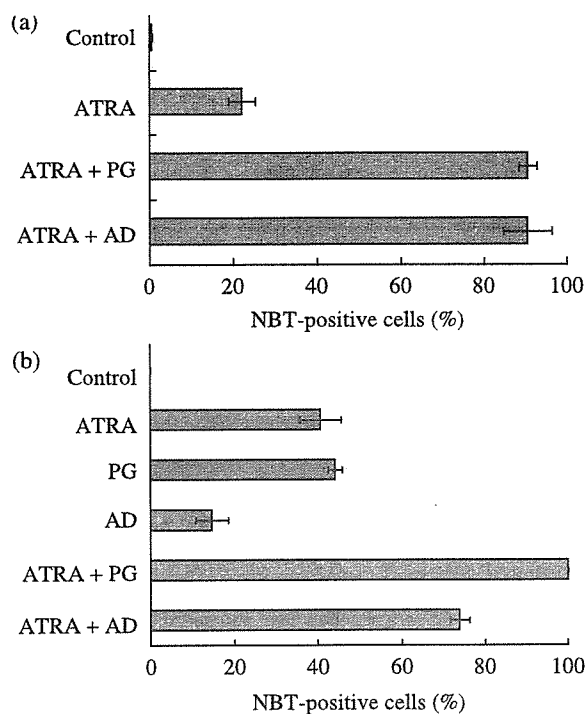 (a)
Control
ATRA
ATRA + PG
ATRA + AD
0 20 40 60 80 100
NBT-positive cells (%)
(b)
Control
ATRA
PG
AD
ATRA + PG
ATRA + AD
0 20 40 60 80 100
NBT-positive cells (%)